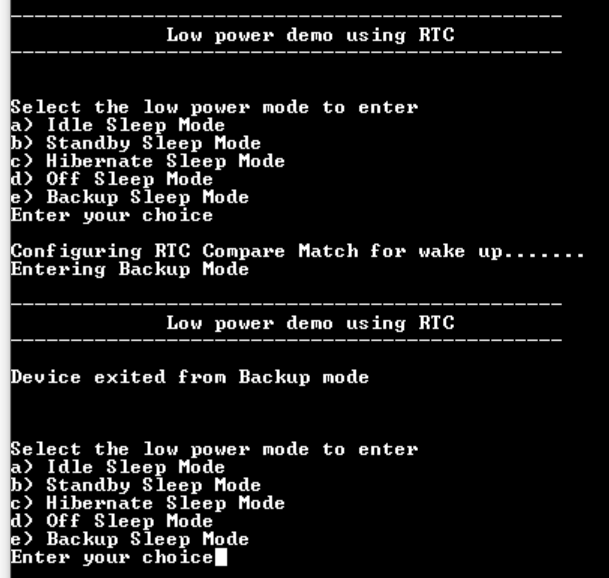 Low power demo using RTC
Select the low power mode to enter
a) Idle Sleep Mode
b) Standby Sleep Mode
c) Hibernate Sleep Mode
d) Off Sleep Mode
e) Backup Sleep Mode
Enter your choice
Configuring RTC Compare Match for wake up.......
Entering Backup Mode
Low power demo using RTC
Device exited from Backup mode
Select the low power mode to enter
a) Idle Sleep Mode
b) Standby Sleep Mode
c) Hibernate Sleep Mode
d) Off Sleep Mode
e) Backup Sleep Mode
Enter your choice